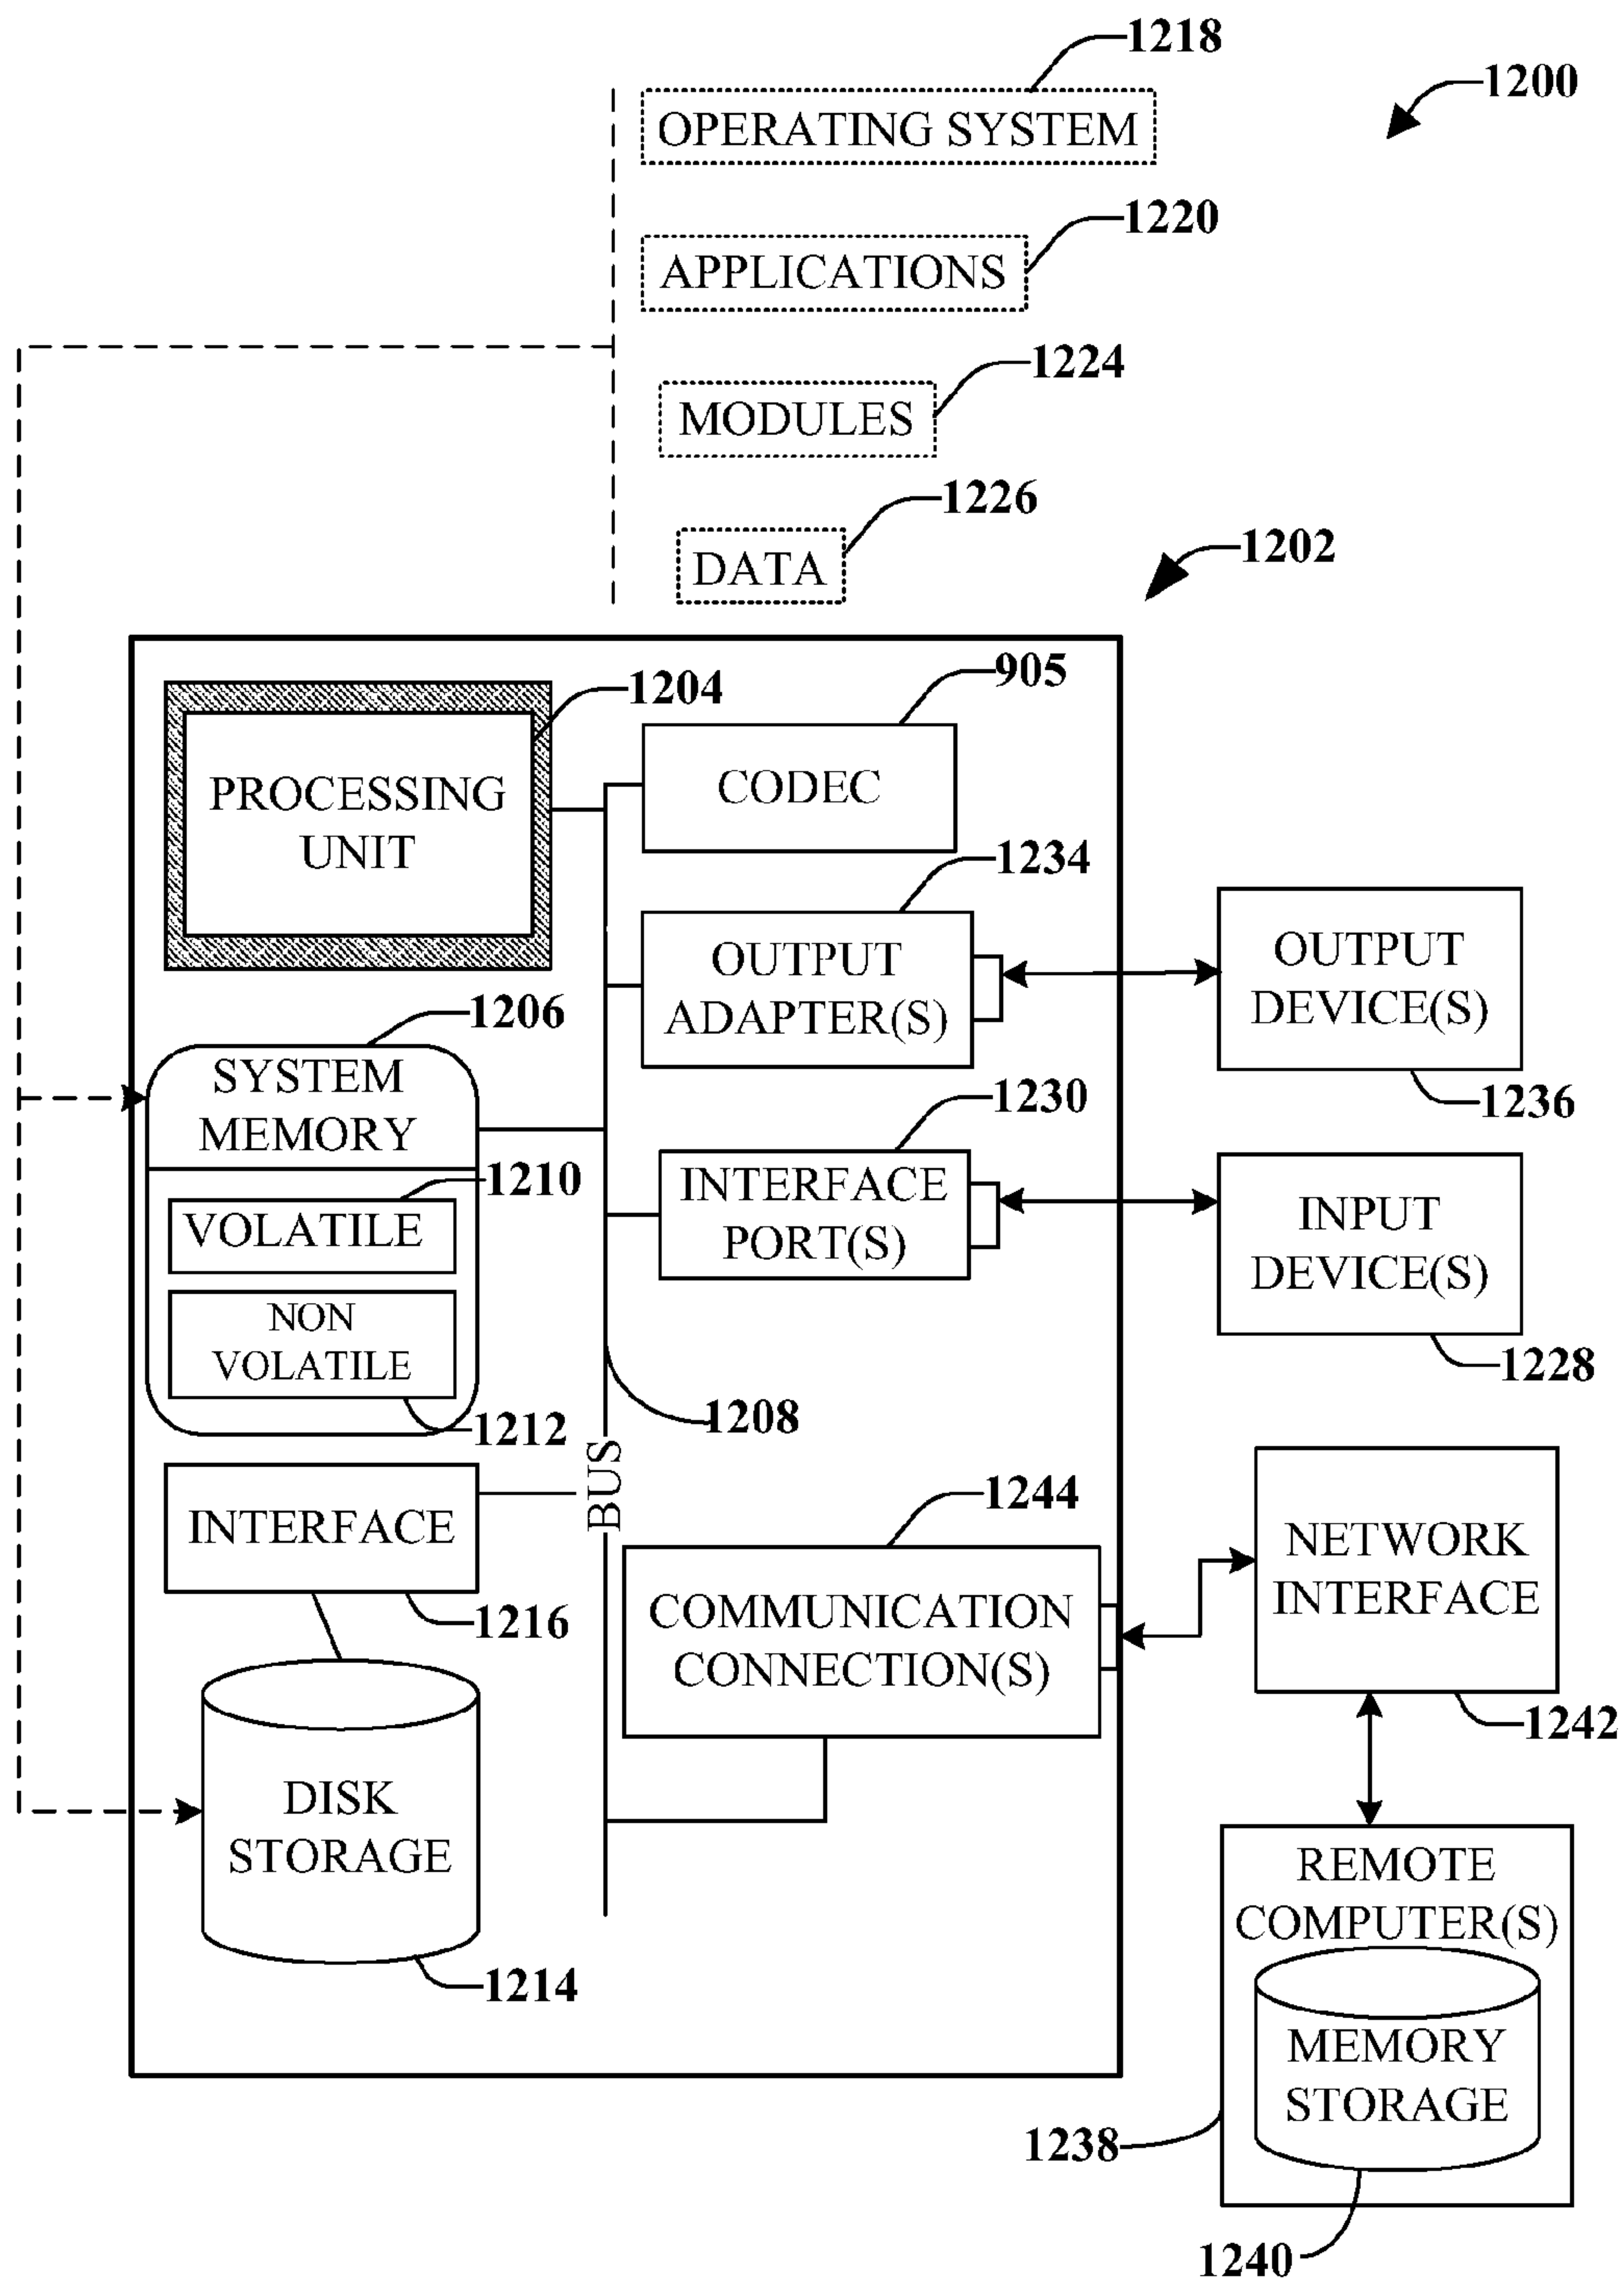 1218
1200
OPERATING SYSTEM
1220
APPLICATIONS
1224
MODULES
1226
DATA
1202
1204
905
PROCESSING
UNIT
CODEC
1234
OUTPUT
ADAPTER(S)
OUTPUT
DEVICE(S)
1236
1206
SYSTEM
MEMORY
1230
INTERFACE
PORT(S)
INPUT
DEVICE(S)
1228
1210
VOLATILE
NON
VOLATILE
1212
1208
BUS
INTERFACE
1216
1244
COMMUNICATION
CONNECTION(S)
NETWORK
INTERFACE
1242
DISK
STORAGE
1214
REMOTE
COMPUTER(S)
MEMORY
STORAGE
1238
1240